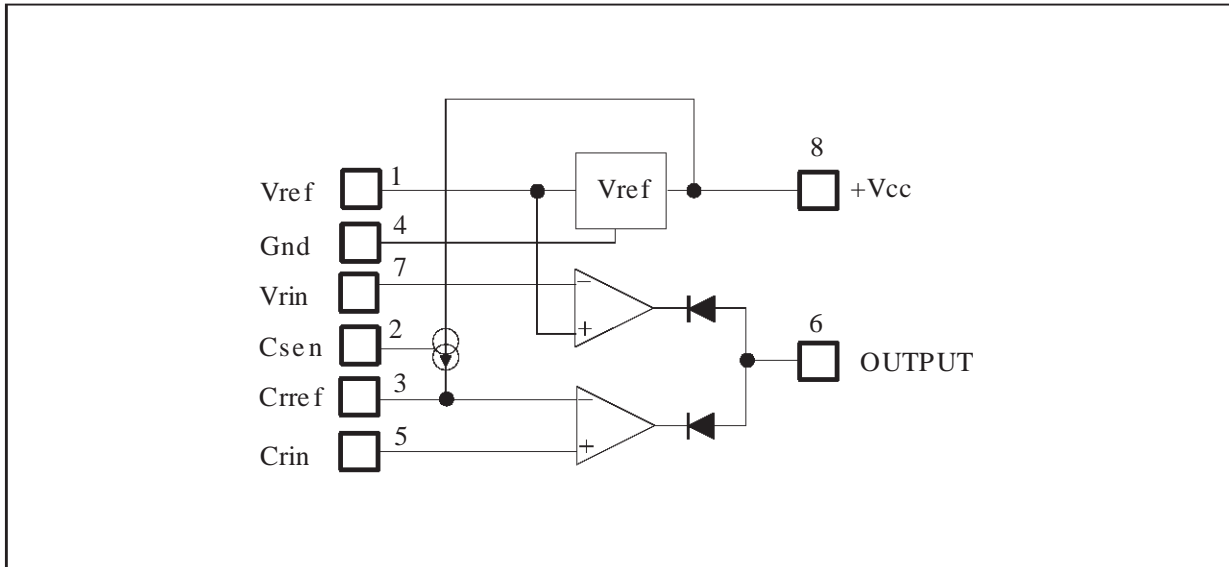 8
Vref 1 Vref +Vcc
Gnd 4
Vrin 7 −
Csen 2 + 6
OUTPUT
Crref 3 −
Crin 5 +